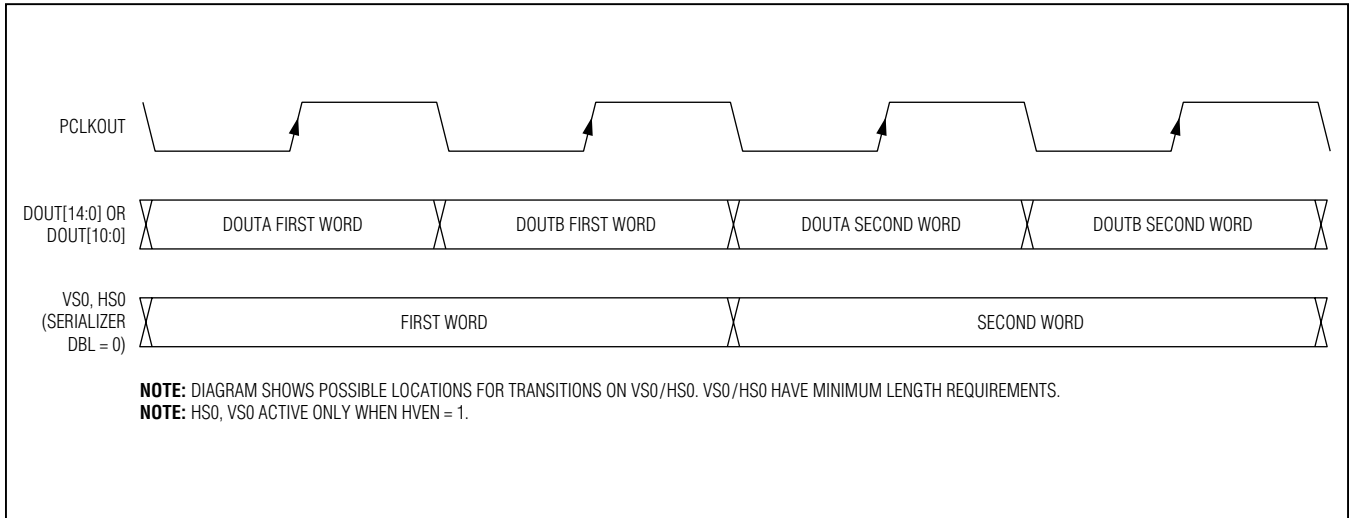 PCLKOUT
DOUT[14:0] OR
DOUT[10:0]
DOUTA FIRST WORD
DOUTB FIRST WORD
DOUTA SECOND WORD
DOUTB SECOND WORD
VS0, HS0
(SERIALIZER
DBL = 0)
FIRST WORD
SECOND WORD
NOTE: DIAGRAM SHOWS POSSIBLE LOCATIONS FOR TRANSITIONS ON VS0/HS0. VS0/HS0 HAVE MINIMUM LENGTH REQUIREMENTS.
NOTE: HS0, VS0 ACTIVE ONLY WHEN HVEN = 1.